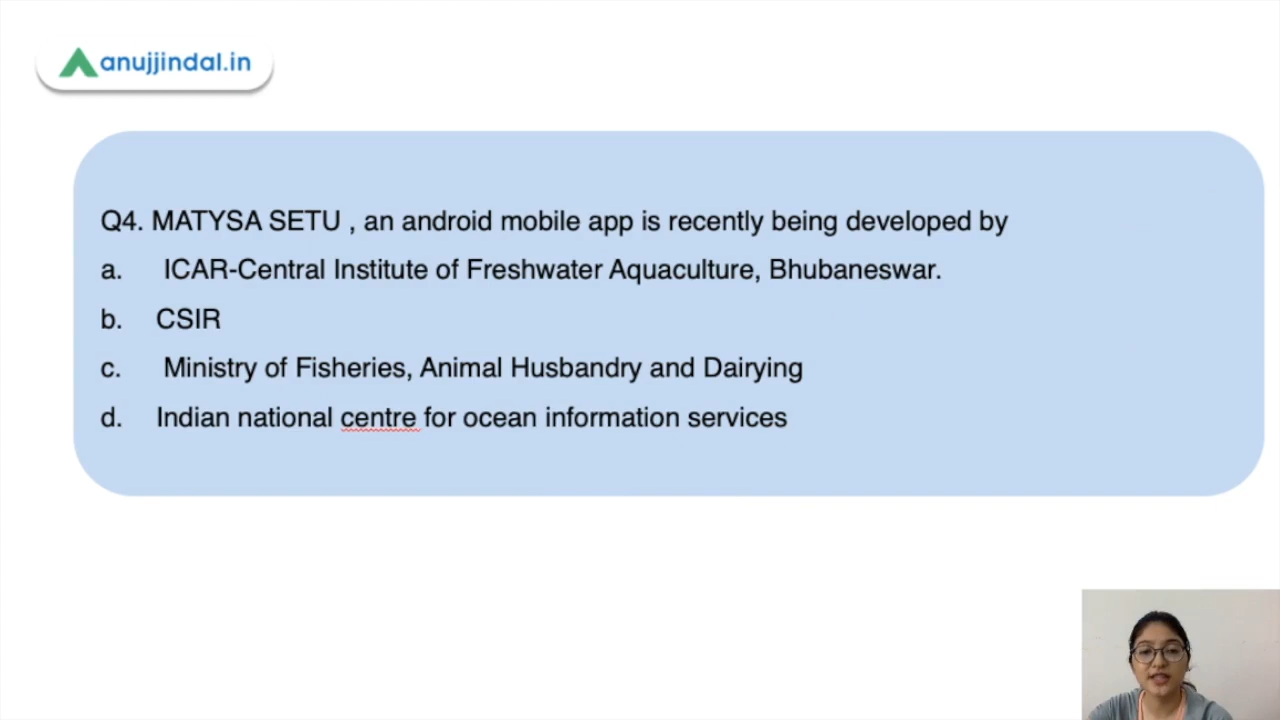 anujjindal.in
Q4. MATYSA SETU , an android mobile app is recently being developed by
a. ICAR-Central Institute of Freshwater Aquaculture, Bhubaneswar.
b. CSIR
c. Ministry of Fisheries, Animal Husbandry and Dairying
d. Indian national centre for ocean information services